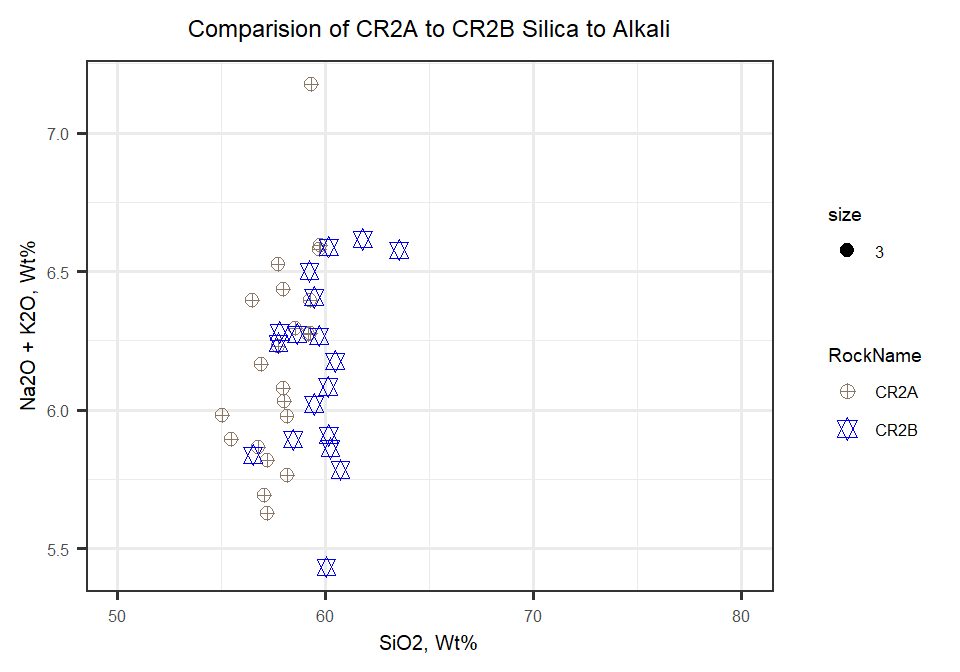 Comparision of CR2A to CR2B Silica to Alkali
7.0
6.5
6.0
5.5
Na2O + K2O, Wt%
50
60
70
80
SiO2, Wt%
size
3
RockName
CR2A
CR2B